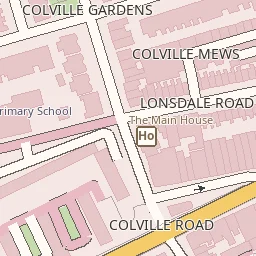 COLVILLE GARDENS
COLVILLE MEWS
LONSDALE ROAD
rimary School
The Main House
Ho
COLVILLE ROAD